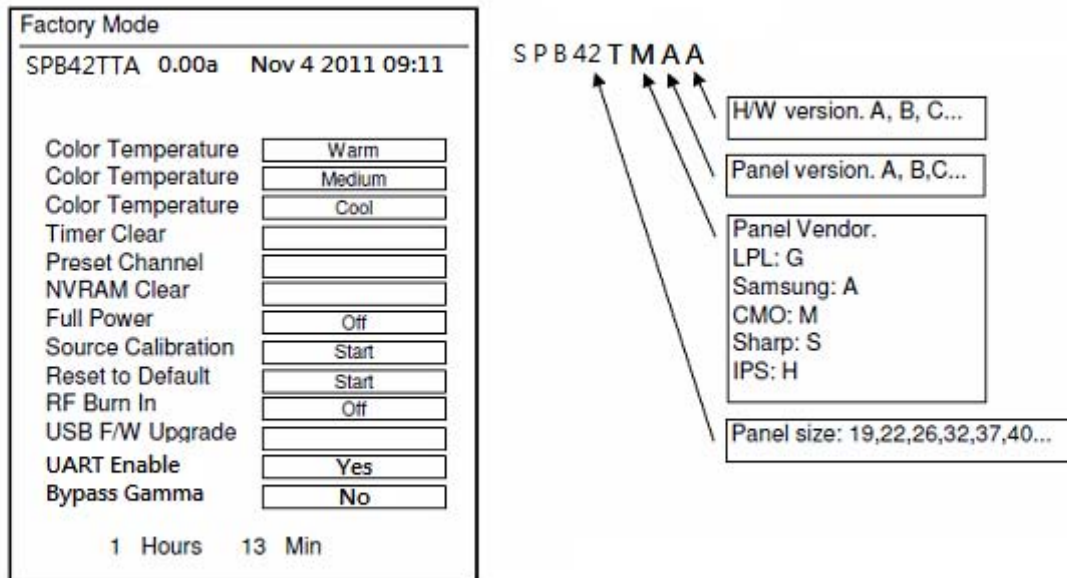 Factory Mode
SPB42TTA 0.00a Nov 4 2011 09:11
Color Temperature Warm
Color Temperature Medium
Color Temperature Cool
Timer Clear
Preset Channel
NVRAM Clear
Full Power Off
Source Calibration Start
Reset to Default Start
RF Burn In Off
USB F/W Upgrade
UART Enable Yes
Bypass Gamma No
1 Hours 13 Min
S P B 42 T M A A
H/W version. A, B, C...
Panel version. A, B,C...
Panel Vendor.
LPL: G
Samsung: A
CMO: M
Sharp: S
IPS: H
Panel size: 19,22,26,32,37,40...